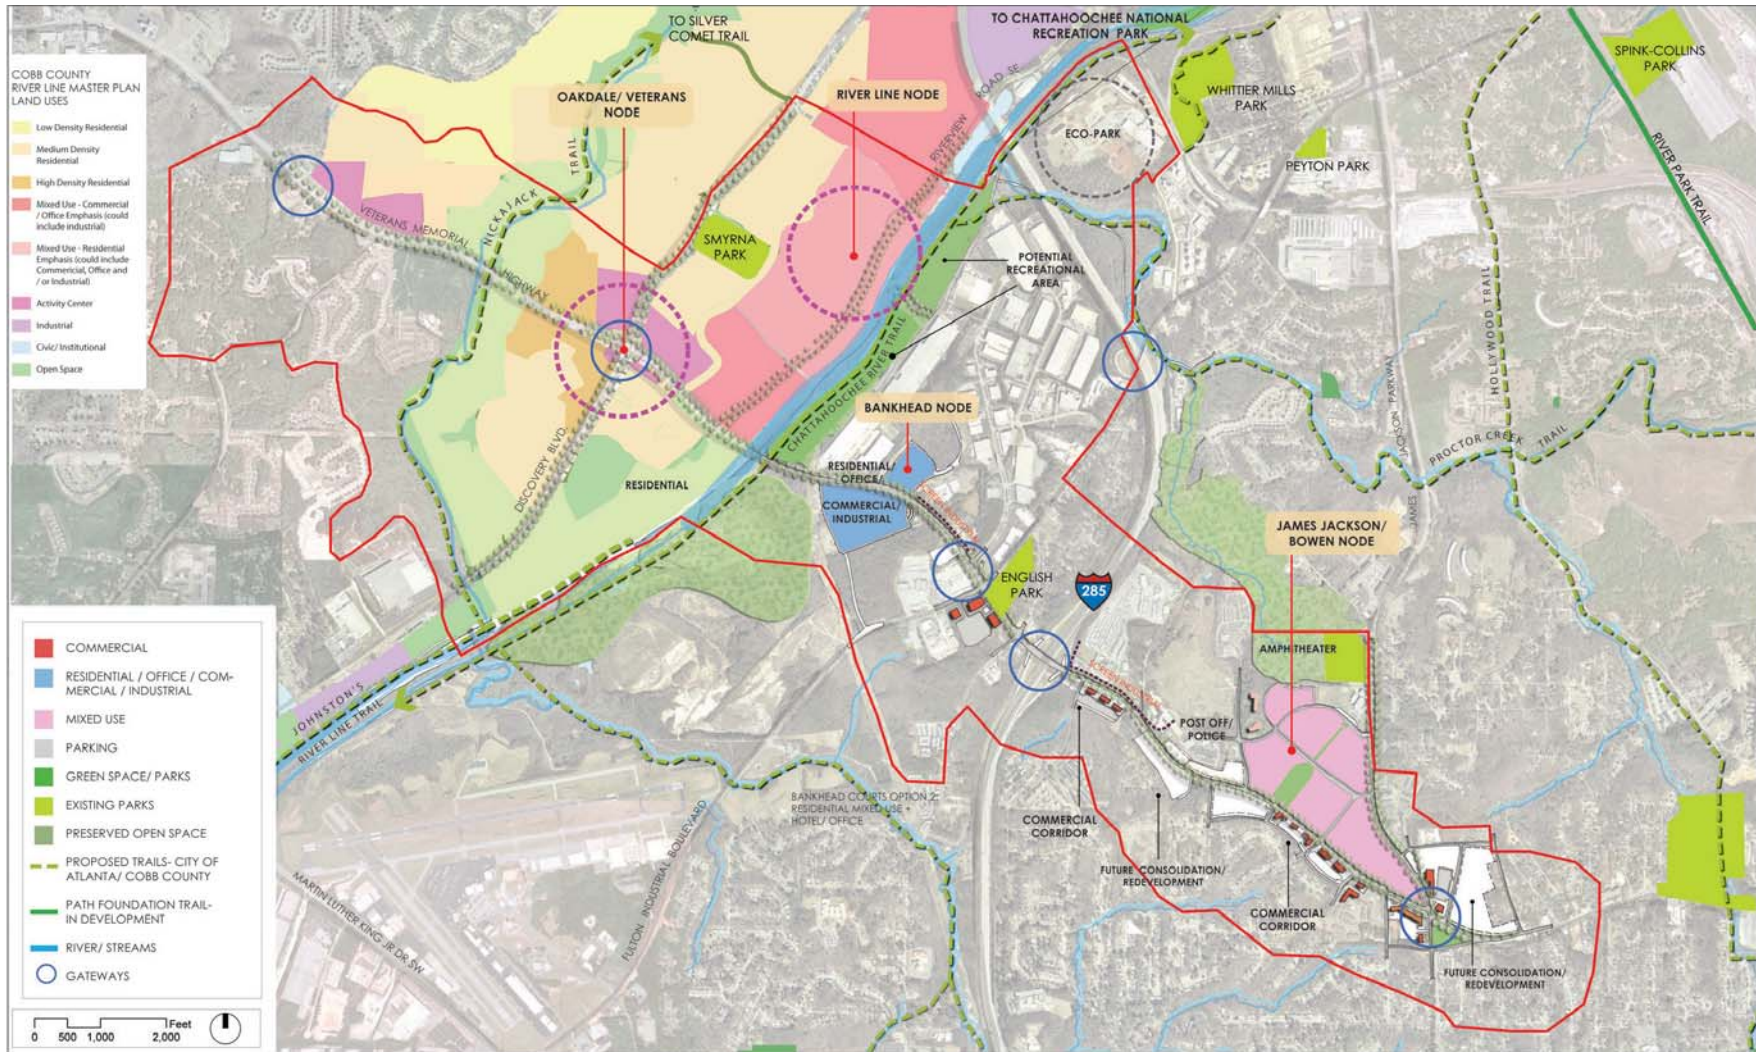 TO SILVER
COMET TRAIL
TO CHATTAHOOCHEE NATIONAL
RECREATION PARK
SPINK-COLLINS
PARK
COBB COUNTY
RIVER LINE MASTER PLAN
LAND USES
Low Density Residential
Medium Density
Residential
High Density Residential
Mixed Use - Commercial
/ Office Emphasis (could
include industrial)
Mixed Use - Residential
Emphasis (could include
Commericial, Office and
/ or Industrial)
Activity Center
Industrial
Civic/ Institutional
Open Space
OAKDALE/ VETERANS
NODE
RIVER LINE NODE
ROAD SE
RIVERVIEW
ECO-PARK
WHITTIER MILLS
PARK
PEYTON PARK
RIVER PARK TRAIL
NICKAJACK
TRAIL
VETERANS MEMORIAL
HIGHWAY
SMYRNA
PARK
POTENTIAL
RECREATIONAL
AREA
CHATTAHOOCHEE RIVER TRAIL
HOLLYWOOD TRAIL
JAMES JACKSON PARKWAY
PROCTOR CREEK TRAIL
BANKHEAD NODE
DISCOVERY BLVD.
RESIDENTIAL
RESIDENTIAL/
OFFICE/
COMMERCIAL/
INDUSTRIAL
SCREEN INDUSTRIAL
ENGLISH
PARK
285
JAMES JACKSON/
BOWEN NODE
AMPHITHEATER
SCREEN INDUSTRIAL
POST OFF/
POLICE
COMMERCIAL
RESIDENTIAL / OFFICE / COM-
MERCIAL / INDUSTRIAL
MIXED USE
PARKING
GREEN SPACE/ PARKS
EXISTING PARKS
PRESERVED OPEN SPACE
PROPOSED TRAILS- CITY OF
ATLANTA/ COBB COUNTY
PATH FOUNDATION TRAIL-
IN DEVELOPMENT
RIVER/ STREAMS
GATEWAYS
JOHNSTON'S
RIVER LINE TRAIL
BANKHEAD COURTS OPTION 2:
RESIDENTIAL MIXED USE +
HOTEL/ OFFICE
FULTON INDUSTRIAL BOULEVARD
MARTIN LUTHER KING JR DR SW
COMMERCIAL
CORRIDOR
FUTURE CONSOLIDATION/
REDEVELOPMENT
COMMERCIAL
CORRIDOR
FUTURE CONSOLIDATION/
REDEVELOPMENT
Feet
0 500 1,000 2,000